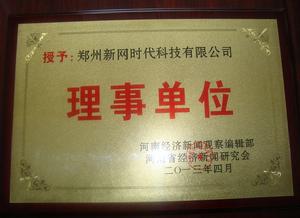 授予：郑州新网时代科技有限公司
理事单位
河南经济新闻观察编辑部
河南省经济新闻研究会
二〇一三年四月